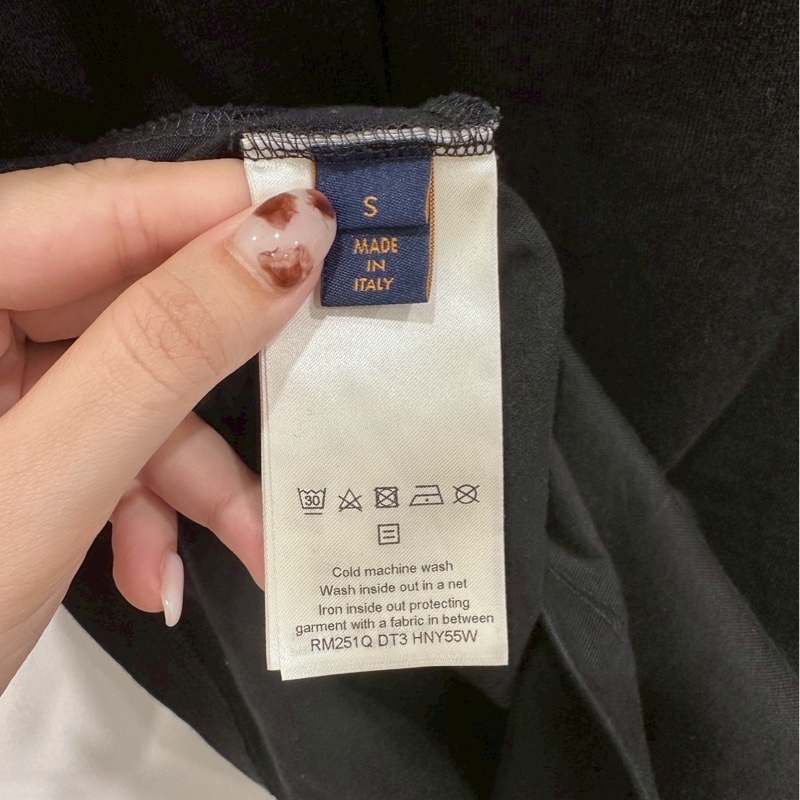 S
MADE
IN
ITALY
30
Cold machine wash
Wash inside out in a net
Iron inside out protecting
garment with a fabric in between
RM251Q DT3 HNY55W